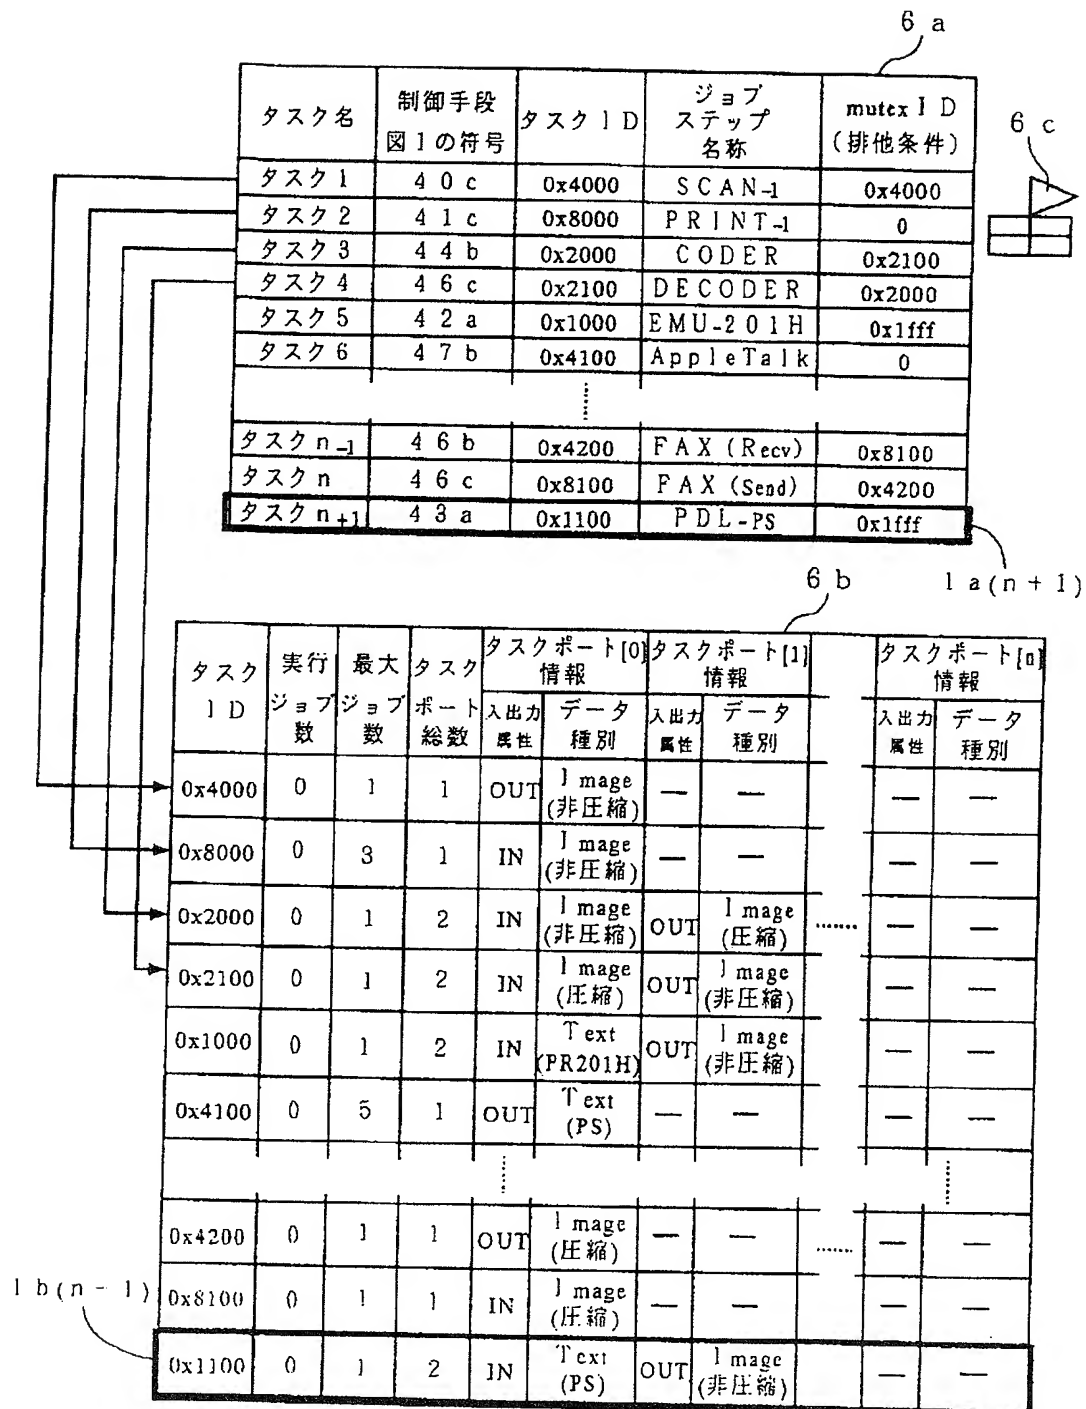 6 a
タスク名 制御手段 図1の符号 タスクID ジョブステップ名称 mutex ID (排他条件)
6 c
タスク1 40c 0x4000 SCAN-1 0x4000
タスク2 41c 0x8000 PRINT-1 0
タスク3 44b 0x2000 CODER 0x2100
タスク4 46c 0x2100 DECODER 0x2000
タスク5 42a 0x1000 EMU-201H 0x1fff
タスク6 47b 0x4100 AppleTalk 0
タスクn-1 46b 0x4200 FAX(Recv) 0x8100
タスクn 46c 0x8100 FAX(Send) 0x4200
タスクn+1 43a 0x1100 PDL-PS 0x1fff
6 b
1a(n+1)
タスクID 実行ジョブ数 最大ジョブ数 タスクポート総数 タスクポート[0]情報 タスクポート[1]情報 タスクポート[n]情報
入出力属性 データ種別 入出力属性 データ種別 入出力属性 データ種別
0x4000 0 1 1 OUT Image(非圧縮) — — — —
0x8000 0 3 1 IN Image(非圧縮) — — — —
0x2000 0 1 2 IN Image(非圧縮) OUT Image(圧縮) …… — —
0x2100 0 1 2 IN Image(圧縮) OUT Image(非圧縮) — —
0x1000 0 1 2 IN Text(PR201H) OUT Image(非圧縮) — —
0x4100 0 5 1 OUT Text(PS) — — — —
0x4200 0 1 1 OUT Image(圧縮) — — …… — —
1b(n-1)
0x8100 0 1 1 IN Image(圧縮) — — — —
0x1100 0 1 2 IN Text(PS) OUT Image(非圧縮) — —